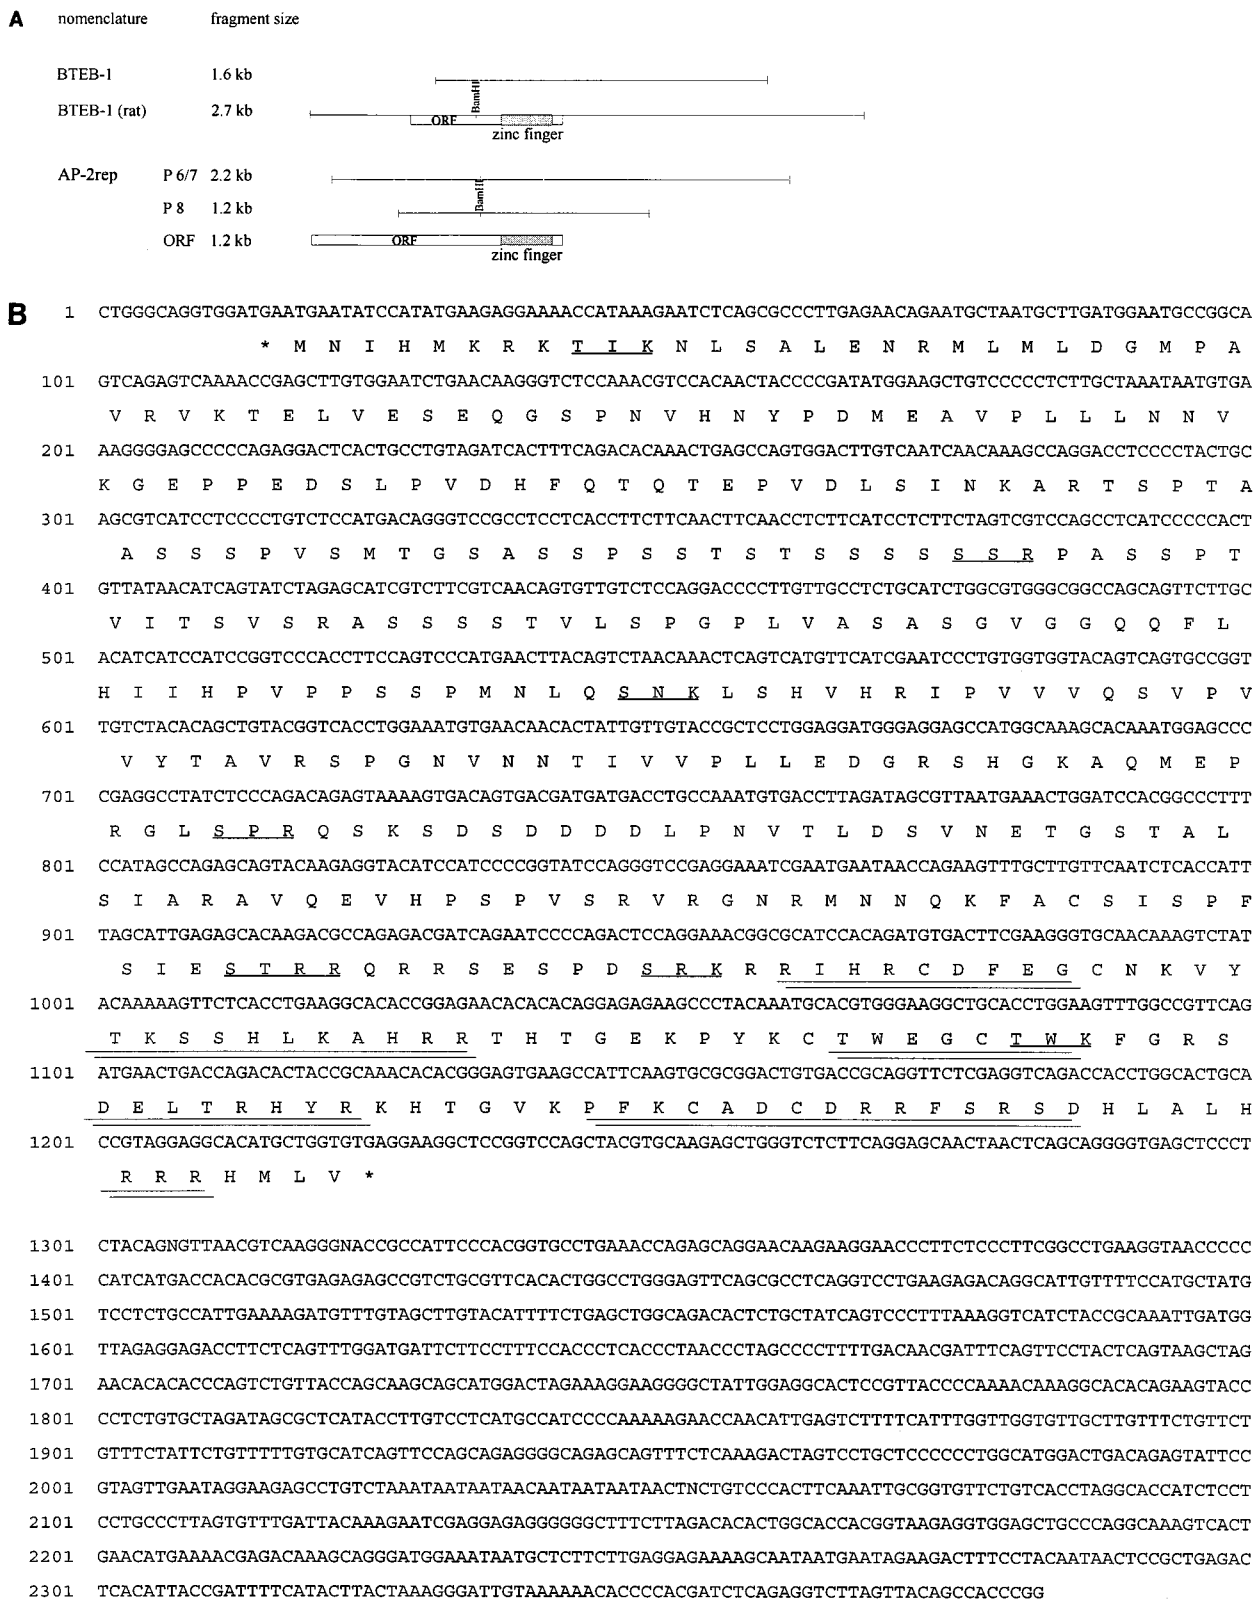 A nomenclature fragment size
BTEB-1 1.6 kb
BamHI
BTEB-1 (rat) 2.7 kb
ORF
zinc finger
AP-2rep P 6/7 2.2 kb
BamHI
P 8 1.2 kb
ORF 1.2 kb ORF
zinc finger
B 1 CTGGGCAGGTGGATGAATGAATATCCATATGAAGAGGAAAACCATAAAGAATCTCAGCGCCCTTGAGAACAGAATGCTAATGCTTGATGGAATGCCGGCA
* M N I H M K R K T I K N L S A L E N R M L M L D G M P A
101 GTCAGAGTCAAAACCGAGCTTGTGGAATCTGAACAAGGGTCTCCAAACGTCCACAACTACCCCGATATGGAAGCTGTCCCCCTCTTGCTAAATAATGTGA
V R V K T E L V E S E Q G S P N V H N Y P D M E A V P L L L N N V
201 AAGGGGAGCCCCCAGAGGACTCACTGCCTGTAGATCACTTTCAGACACAAACTGAGCCAGTGGACTTGTCAATCAACAAAGCCAGGACCTCCCCTACTGC
K G E P P E D S L P V D H F Q T Q T E P V D L S I N K A R T S P T A
301 AGCGTCATCCTCCCCTGTCTCCATGACAGGGTCCGCCTCCTCACCTTCTTCAACTTCAACCTCTTCATCCTCTTCTAGTCGTCCAGCCTCATCCCCCACT
A S S S P V S M T G S A S S P S S T S T S S S S S S R P A S S P T
401 GTTATAACATCAGTATCTAGAGCATCGTCTTCGTCAACAGTGTTGTCTCCAGGACCCCTTGTTGCCTCTGCATCTGGCGTGGGCGGCCAGCAGTTCTTGC
V I T S V S R A S S S S T V L S P G P L V A S A S G V G G Q Q F L
501 ACATCATCCATCCGGTCCCACCTTCCAGTCCCATGAACTTACAGTCTAACAAACTCAGTCATGTTCATCGAATCCCTGTGGTGGTACAGTCAGTGCCGGT
H I I H P V P P S S P M N L Q S N K L S H V H R I P V V V Q S V P V
601 TGTCTACACAGCTGTACGGTCACCTGGAAATGTGAACAACACTATTGTTGTACCGCTCCTGGAGGATGGGAGGAGCCATGGCAAAGCACAAATGGAGCCC
V Y T A V R S P G N V N N T I V V P L L E D G R S H G K A Q M E P
701 CGAGGCCTATCTCCCAGACAGAGTAAAAGTGACAGTGACGATGATGACCTGCCAAATGTGACCTTAGATAGCGTTAATGAAACTGGATCCACGGCCCTTT
R G L S P R Q S K S D S D D D D L P N V T L D S V N E T G S T A L
801 CCATAGCCAGAGCAGTACAAGAGGTACATCCATCCCCGGTATCCAGGGTCCGAGGAAATCGAATGAATAACCAGAAGTTTGCTTGTTCAATCTCACCATT
S I A R A V Q E V H P S P V S R V R G N R M N N Q K F A C S I S P F
901 TAGCATTGAGAGCACAAGACGCCAGAGACGATCAGAATCCCCAGACTCCAGGAAACGGCGCATCCACAGATGTGACTTCGAAGGGTGCAACAAAGTCTAT
S I E S T R R Q R R S E S P D S R K R R I H R C D F E G C N K V Y
1001 ACAAAAAGTTCTCACCTGAAGGCACACCGGAGAACACACACAGGAGAGAAGCCCTACAAATGCACGTGGGAAGGCTGCACCTGGAAGTTTGGCCGTTCAG
T K S S H L K A H R R T H T G E K P Y K C T W E G C T W K F G R S
1101 ATGAACTGACCAGACACTACCGCAAACACACGGGAGTGAAGCCATTCAAGTGCGCGGACTGTGACCGCAGGTTCTCGAGGTCAGACCACCTGGCACTGCA
D E L T R H Y R K H T G V K P F K C A D C D R R F S R S D H L A L H
1201 CCGTAGGAGGCACATGCTGGTGTGAGGAAGGCTCCGGTCCAGCTACGTGCAAGAGCTGGGTCTCTTCAGGAGCAACTAACTCAGCAGGGGTGAGCTCCCT
R R R H M L V *
1301 CTACAGNGTTAACGTCAAGGGNACCGCCATTCCCACGGTGCCTGAAACCAGAGCAGGAACAAGAAGGAACCCTTCTCCCTTCGGCCTGAAGGTAACCCCC
1401 CATCATGACCACACGCGTGAGAGAGCCGTCTGCGTTCACACTGGCCTGGGAGTTCAGCGCCTCAGGTCCTGAAGAGACAGGCATTGTTTTCCATGCTATG
1501 TCCTCTGCCATTGAAAAGATGTTTGTAGCTTGTACATTTTCTGAGCTGGCAGACACTCTGCTATCAGTCCCTTTAAAGGTCATCTACCGCAAATTGATGG
1601 TTAGAGGAGACCTTCTCAGTTTGGATGATTCTTCCTTTCCACCCTCACCCTAACCCTAGCCCCTTTTGACAACGATTTCAGTTCCTACTCAGTAAGCTAG
1701 AACACACACCCAGTCTGTTACCAGCAAGCAGCATGGACTAGAAAGGAAGGGGCTATTGGAGGCACTCCGTTACCCCAAAACAAAGGCACACAGAAGTACC
1801 CCTCTGTGCTAGATAGCGCTCATACCTTGTCCTCATGCCATCCCCAAAAAGAACCAACATTGAGTCTTTTCATTTGGTTGGTGTTGCTTGTTTCTGTTCT
1901 GTTTCTATTCTGTTTTTGTGCATCAGTTCCAGCAGAGGGGCAGAGCAGTTTCTCAAAGACTAGTCCTGCTCCCCCCTGGCATGGACTGACAGAGTATTCC
2001 GTAGTTGAATAGGAAGAGCCTGTCTAAATAATAATAACAATAATAATAACTNCTGTCCCACTTCAAATTGCGGTGTTCTGTCACCTAGGCACCATCTCCT
2101 CCTGCCCTTAGTGTTTGATTACAAAGAATCGAGGAGAGGGGGGCTTTCTTAGACACACTGGCACCACGGTAAGAGGTGGAGCTGCCCAGGCAAAGTCACT
2201 GAACATGAAAACGAGACAAAGCAGGGATGGAAATAATGCTCTTCTTGAGGAGAAAAGCAATAATGAATAGAAGACTTTCCTACAATAACTCCGCTGAGAC
2301 TCACATTACCGATTTTCATACTTACTAAAGGGATTGTAAAAAACACCCCACGATCTCAGAGGTCTTAGTTACAGCCACCCGG